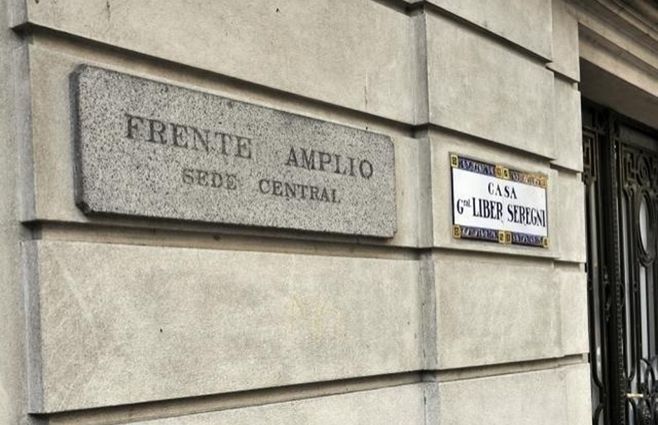 FRENTE AMPLIO
SEDE CENTRAL
CASA
Gral LIBER SEREGNI